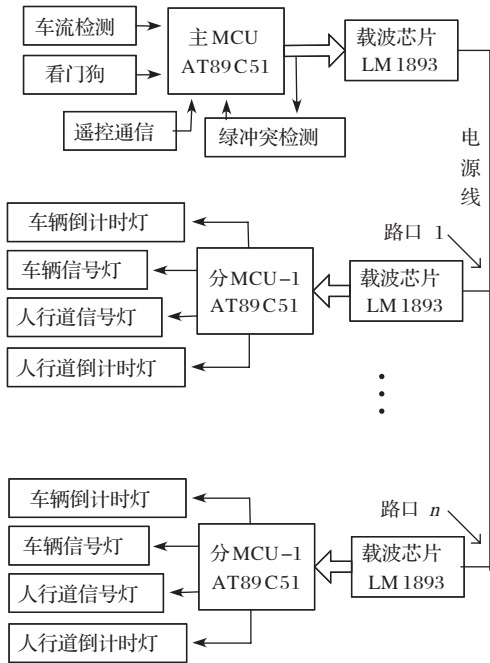 车流检测
看门狗
遥控通信
主MCU
AT89C51
绿冲突检测
载波芯片
LM1893
电
源
线
路口 1
车辆倒计时灯
车辆信号灯
人行道信号灯
人行道倒计时灯
分MCU-1
AT89C51
载波芯片
LM1893
路口 n
车辆倒计时灯
车辆信号灯
人行道信号灯
人行道倒计时灯
分MCU-1
AT89C51
载波芯片
LM1893